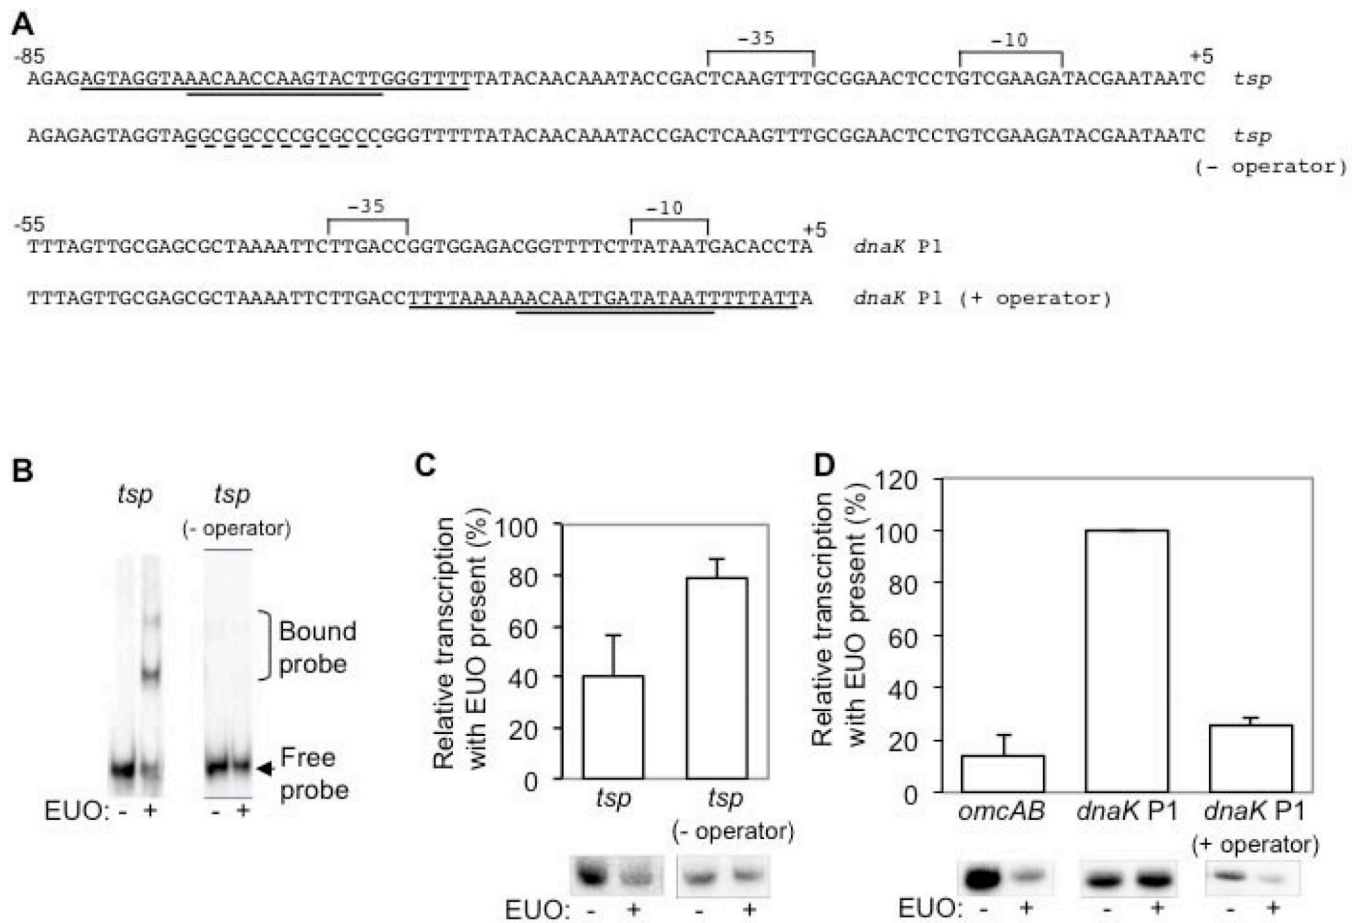 A
-85 -35 -10 +5
AGAGAGTAGGTAAACAACCAAGTACTTGGGTTTTTATACAACAAATACCGACTCAAGTTTGCGGAACTCCTGTCGAAGATACGAATAATC tsp
AGAGAGTAGGTAGGCGGCCCCGCGCCCGGGTTTTTATACAACAAATACCGACTCAAGTTTGCGGAACTCCTGTCGAAGATACGAATAATC tsp
(- operator)
-55 -35 -10 +5
TTTAGTTGCGAGCGCTAAAATTCTTGACCGGTGGAGACGGTTTTCTTATAATGACACCTA dnaK P1
TTTAGTTGCGAGCGCTAAAATTCTTGACCTTTTAAAAAAACAATTGATATAATTTTTTATTA dnaK P1 (+ operator)
B
tsp tsp
(- operator)
Bound
probe
Free
probe
EUO: - + - +
C
Relative transcription
with EUO present (%)
100
80
60
40
20
0
tsp tsp
(- operator)
EUO: - + - +
D
Relative transcription
with EUO present (%)
120
100
80
60
40
20
0
omcAB dnaK P1 dnaK P1
(+ operator)
EUO: - + - + - +